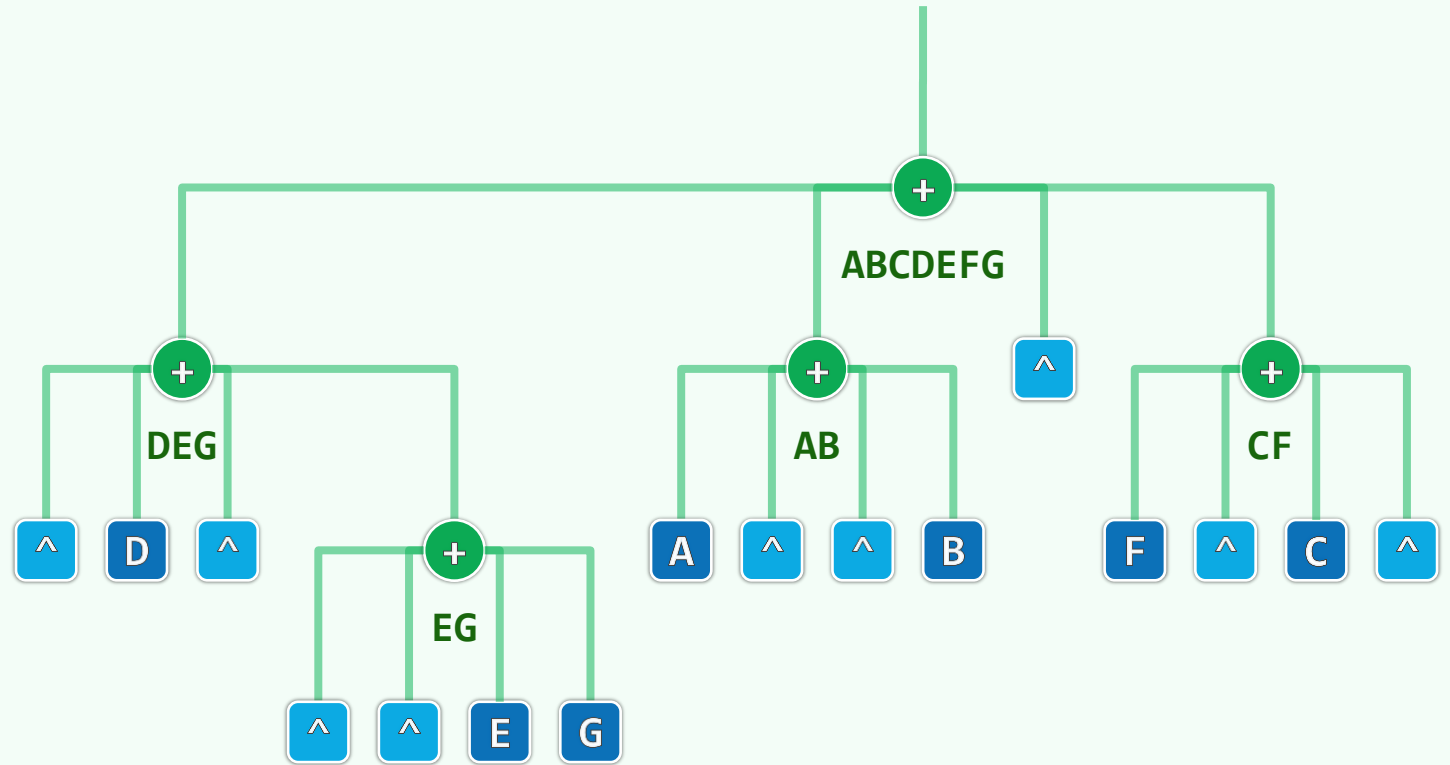 +
ABCDEFG
+ + ^ +
DEG AB CF
^ D ^ + A ^ ^ B F ^ C ^
EG
^ ^ E G